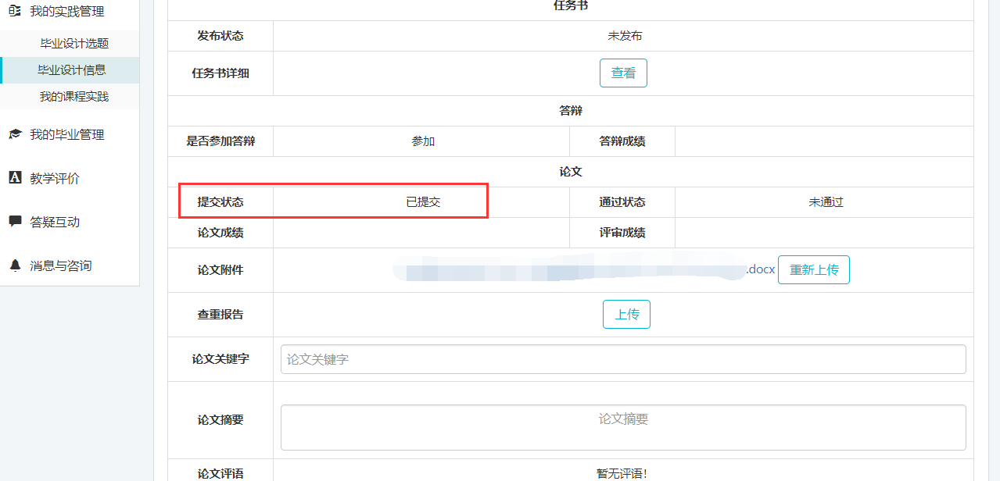 我的实践管理
毕业设计选题
毕业设计信息
我的课程实践
我的毕业管理
教学评价
答疑互动
消息与咨询
任务书
发布状态 未发布
任务书详细 查看
答辩
是否参加答辩 参加 答辩成绩
论文
提交状态 已提交 通过状态 未通过
论文成绩 评审成绩
论文附件 .docx 重新上传
查重报告 上传
论文关键字 论文关键字
论文摘要 论文摘要
论文评语 暂无评语!